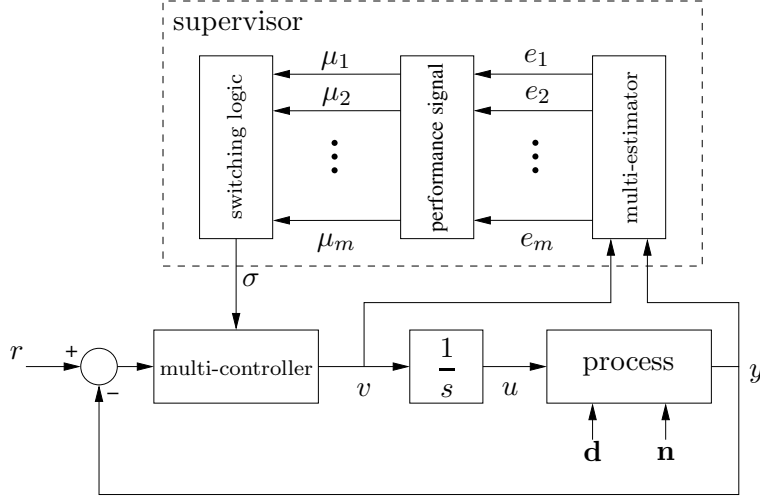 supervisor
switching logic
μ₁
μ₂
μₘ
performance signal
e₁
e₂
eₘ
multi-estimator
σ
r
+
−
multi-controller
v
1
s
u
process
y
d
n